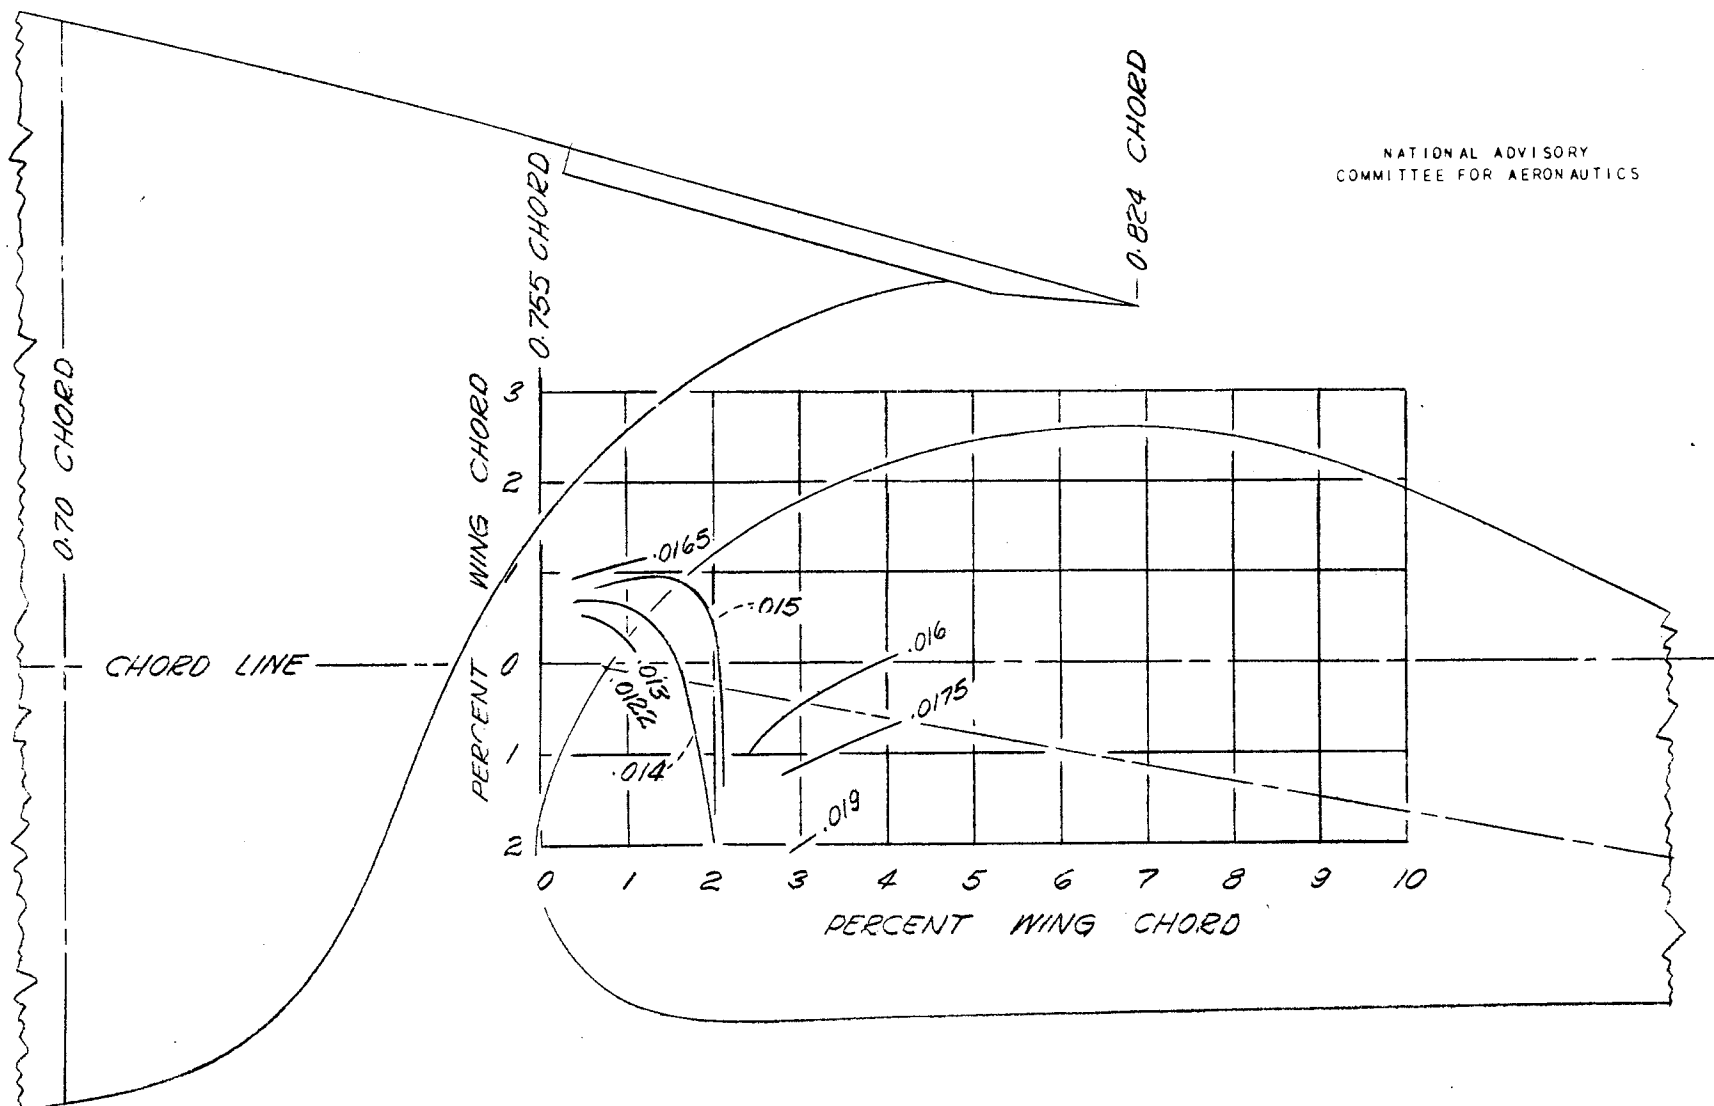 NATIONAL ADVISORY
COMMITTEE FOR AERONAUTICS
0.70 CHORD
0.755 CHORD
0.824 CHORD
CHORD LINE
PERCENT WING CHORD
3
2
1
0
1
2
.0165
.015
.016
.013
.0122
.0175
.014
.019
0 1 2 3 4 5 6 7 8 9 10
PERCENT WING CHORD